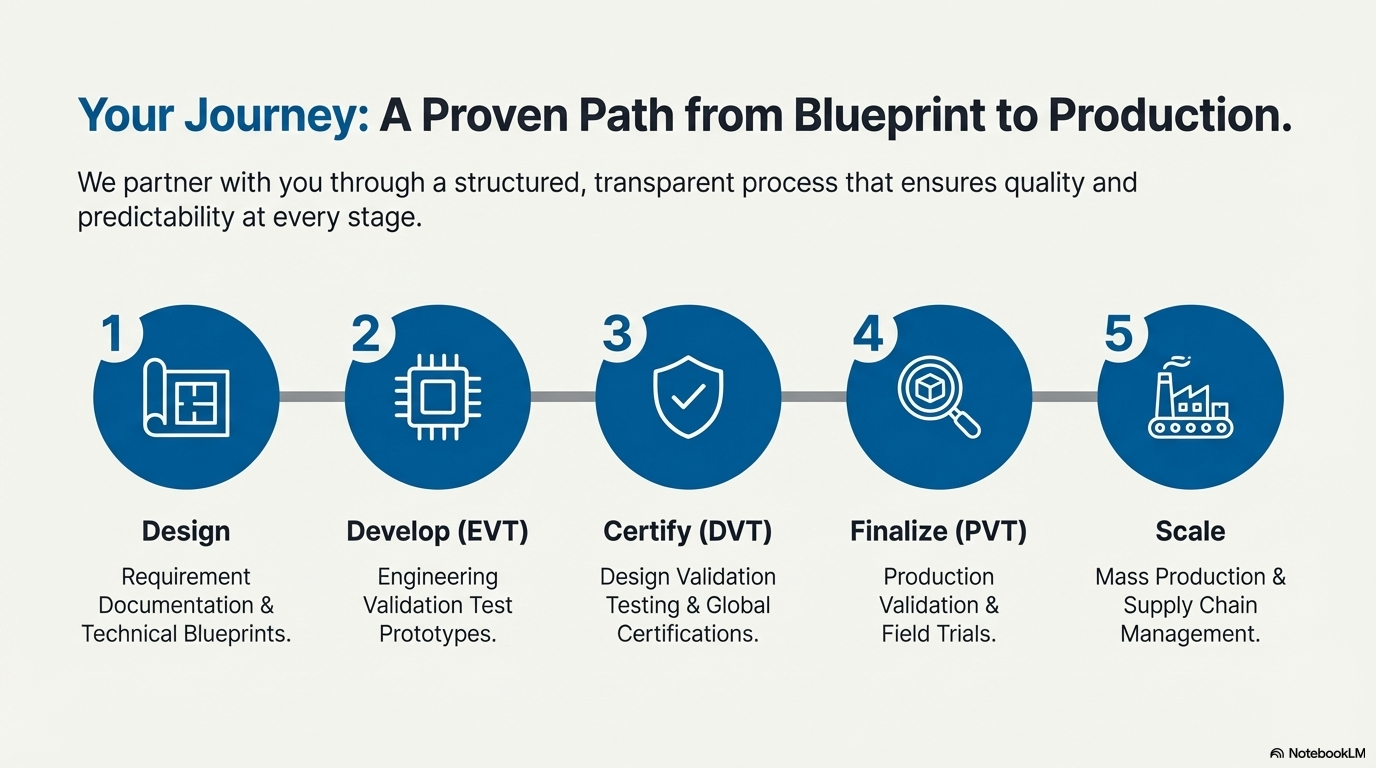 Your Journey: A Proven Path from Blueprint to Production.
We partner with you through a structured, transparent process that ensures quality and
predictability at every stage.
1
Design
Requirement
Documentation &
Technical Blueprints.
2
Develop (EVT)
Engineering
Validation Test
Prototypes.
3
Certify (DVT)
Design Validation
Testing & Global
Certifications.
4
Finalize (PVT)
Production
Validation &
Field Trials.
5
Scale
Mass Production &
Supply Chain
Management.
NotebookLM